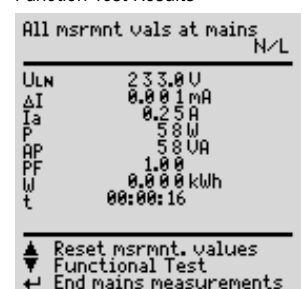 Function Test Results
All msrmnt vals at mains
N/L
ULN 233.0 V
ΔI 0.001 mA
Ia 0.25 A
P 58 W
AP 58 VA
PF 1.00
W 0.000 kWh
t 00:00:16
▲ Reset msrmnt. values
▼ Functional Test
↵ End mains measurements